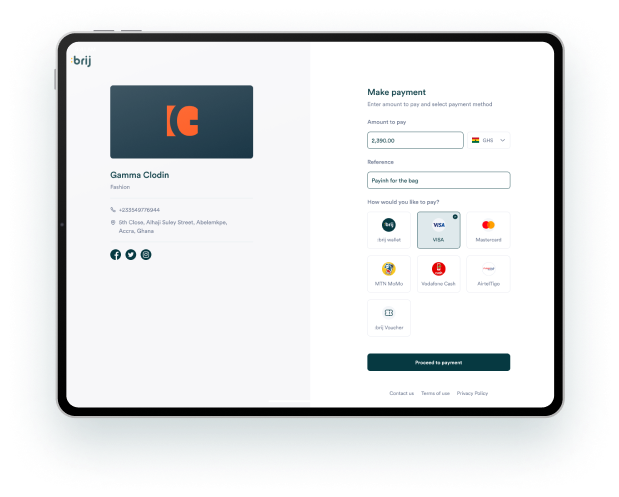 brij
Gamma Clodin
Fashion
+233549776944
5th Close, Alhaji Suley Street, Abelemkpe,
Accra, Ghana
Make payment
Enter amount to pay and select payment method
Amount to pay
2,390.00
GHS
Reference
Payinh for the bag
How would you like to pay?
brij
VISA
brij wallet
VISA
Mastercard
MTN MoMo
Vodafone Cash
AirtelTigo
brij Voucher
Proceed to payment
Contact us
Terms of use
Privacy Policy